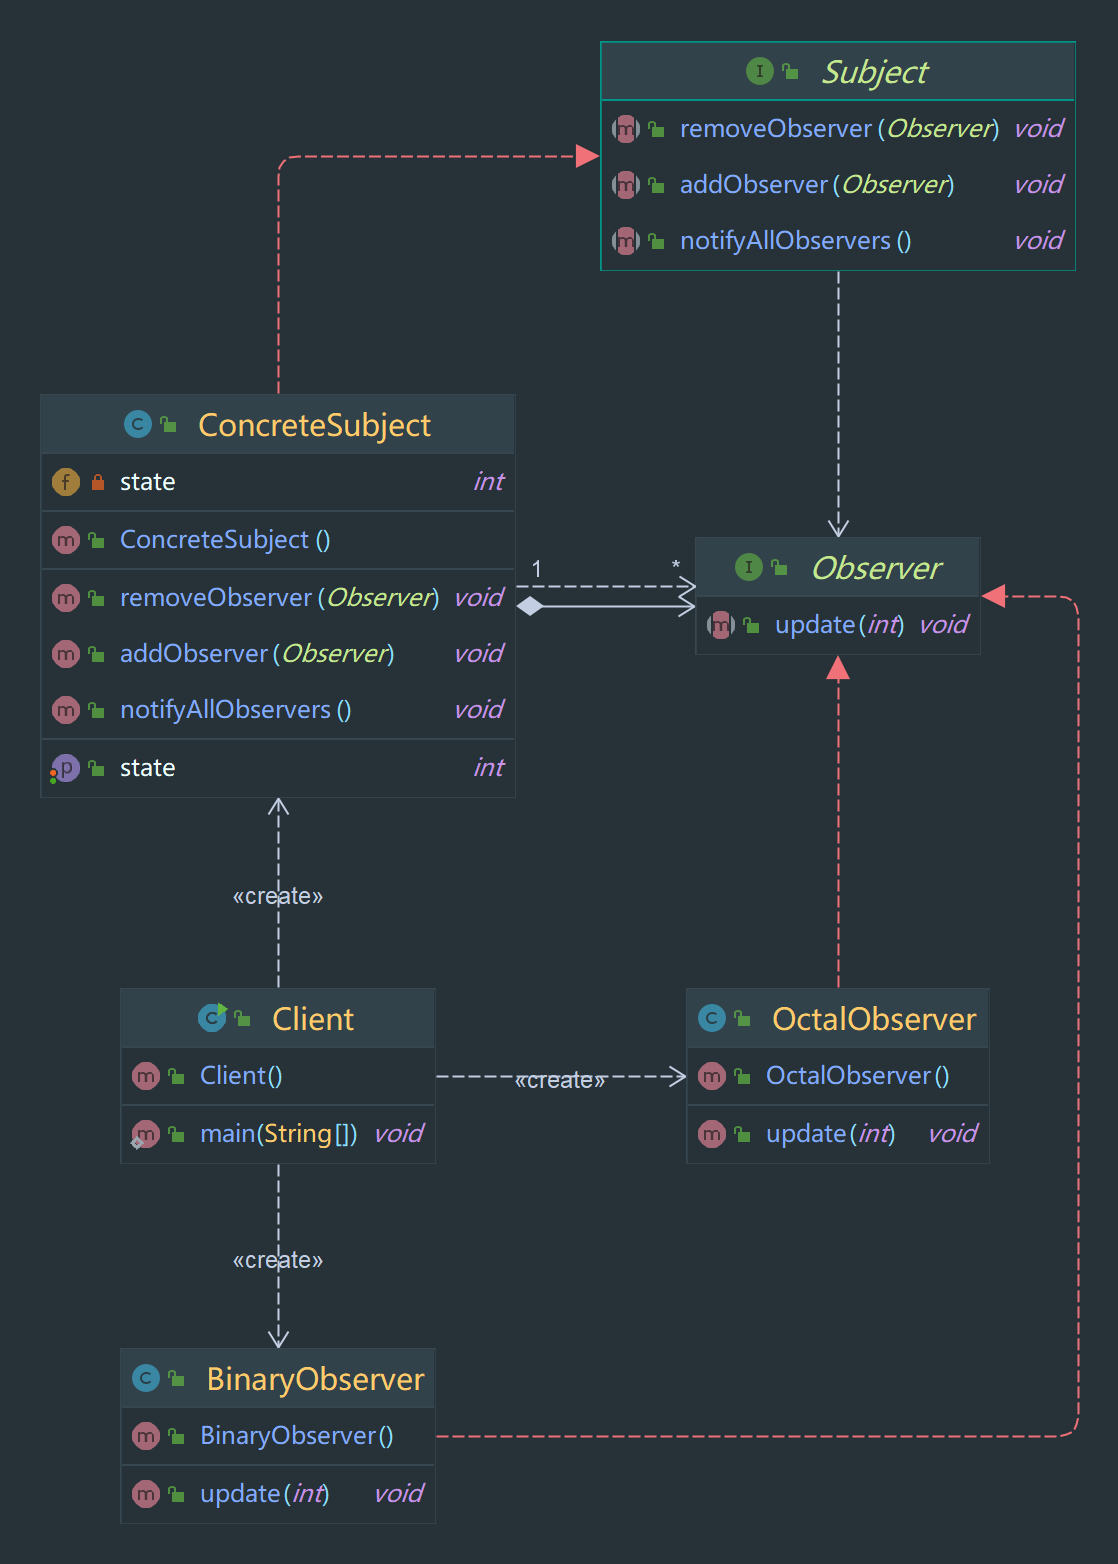 Subject
removeObserver(Observer) void
addObserver(Observer) void
notifyAllObservers() void
ConcreteSubject
state int
ConcreteSubject()
removeObserver(Observer) void
addObserver(Observer) void
notifyAllObservers() void
state int
1 *
Observer
update(int) void
«create»
Client
Client()
main(String[]) void
«create»
OctalObserver
OctalObserver()
update(int) void
«create»
BinaryObserver
BinaryObserver()
update(int) void